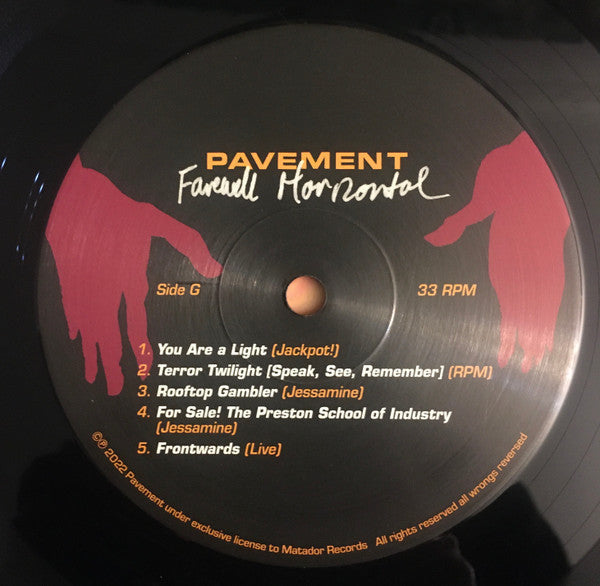 PAVEMENT
Farewell Horizontal
Side G
33 RPM
1. You Are a Light (Jackpot!)
2. Terror Twilight [Speak, See, Remember] (RPM)
3. Rooftop Gambler (Jessamine)
4. For Sale! The Preston School of Industry
(Jessamine)
5. Frontwards (Live)
©℗ 2022 Pavement under exclusive license to Matador Records All rights reserved all wrongs reversed